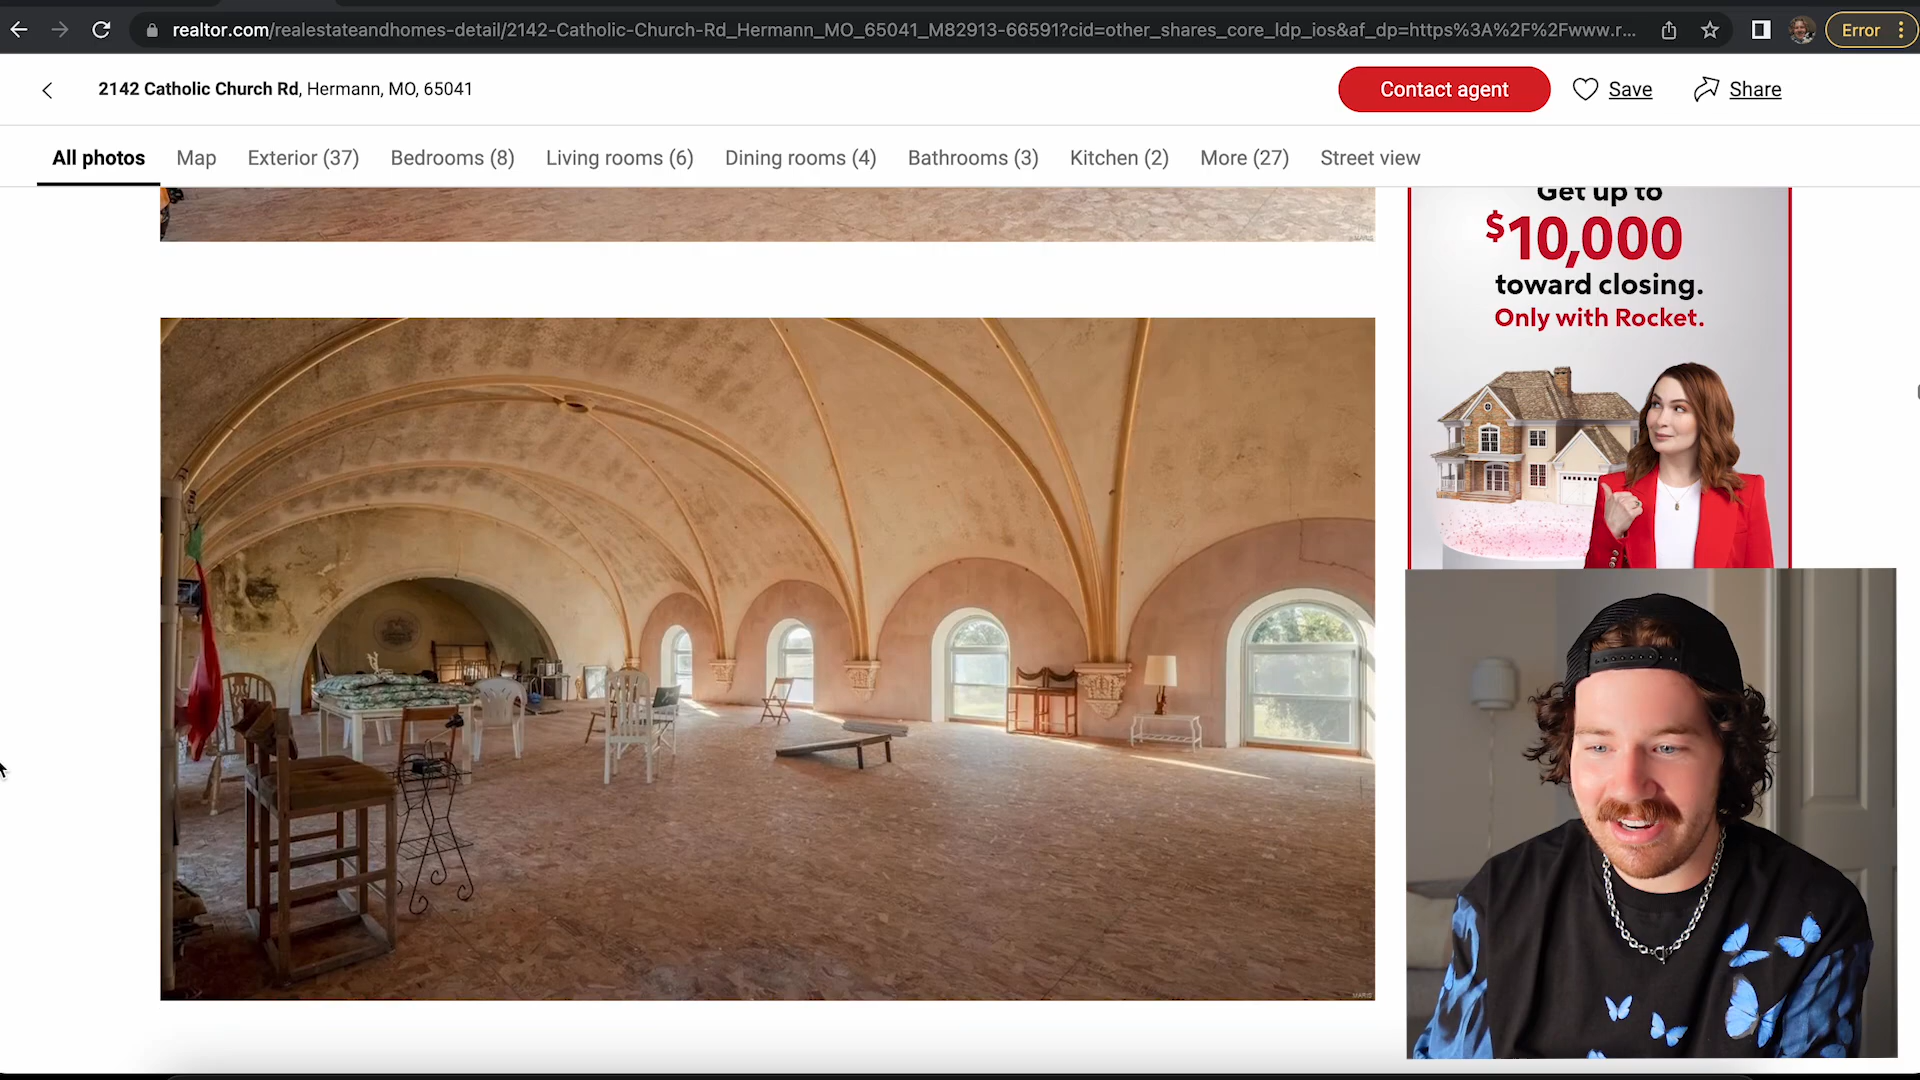 realtor.com/realestateandhomes-detail/2142-Catholic-Church-Rd_Hermann_MO_65041_M82913-66591?cid=other_shares_core_ldp_ios&af_dp=https%3A%2F%2Fwww.r...
Error
2142 Catholic Church Rd, Hermann, MO, 65041
Contact agent
Save
Share
All photos
Map
Exterior (37)
Bedrooms (8)
Living rooms (6)
Dining rooms (4)
Bathrooms (3)
Kitchen (2)
More (27)
Street view
Get up to
$10,000
toward closing.
Only with Rocket.
MARIS
MARIS